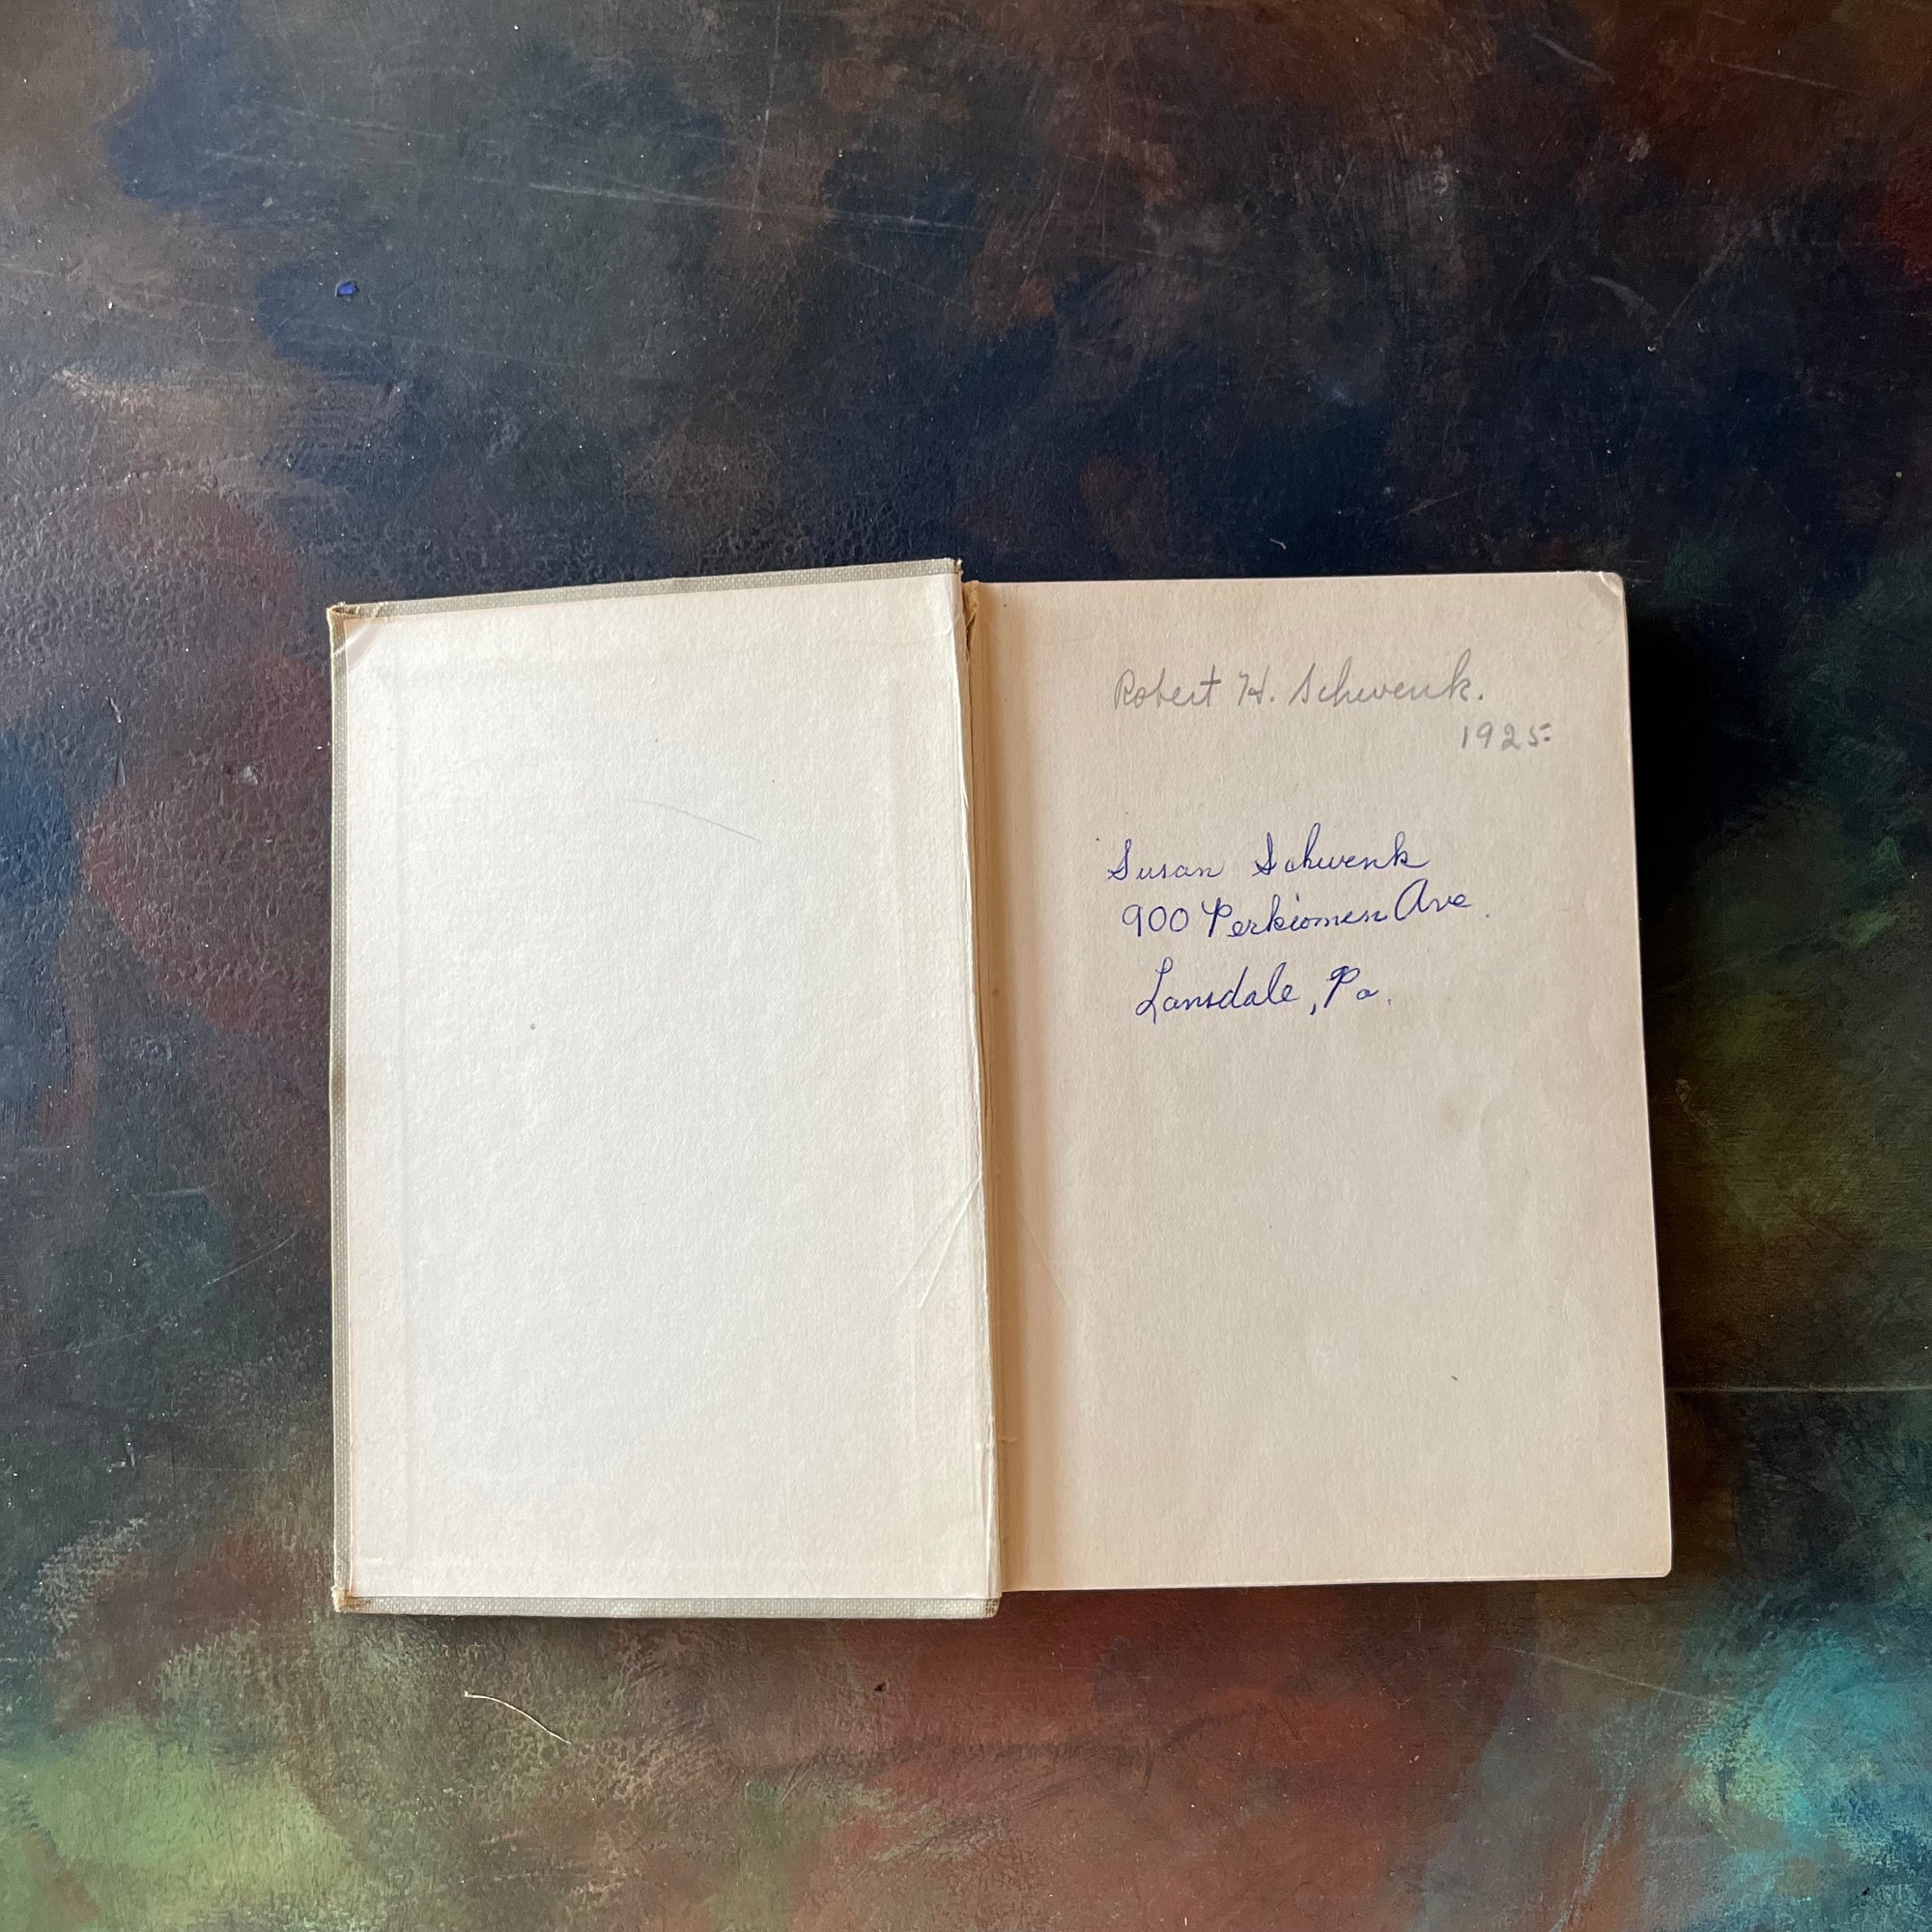 Robert H. Schwenk.
1925
Susan Schwenk
900 Perkiomen Ave.
Lansdale, Pa.